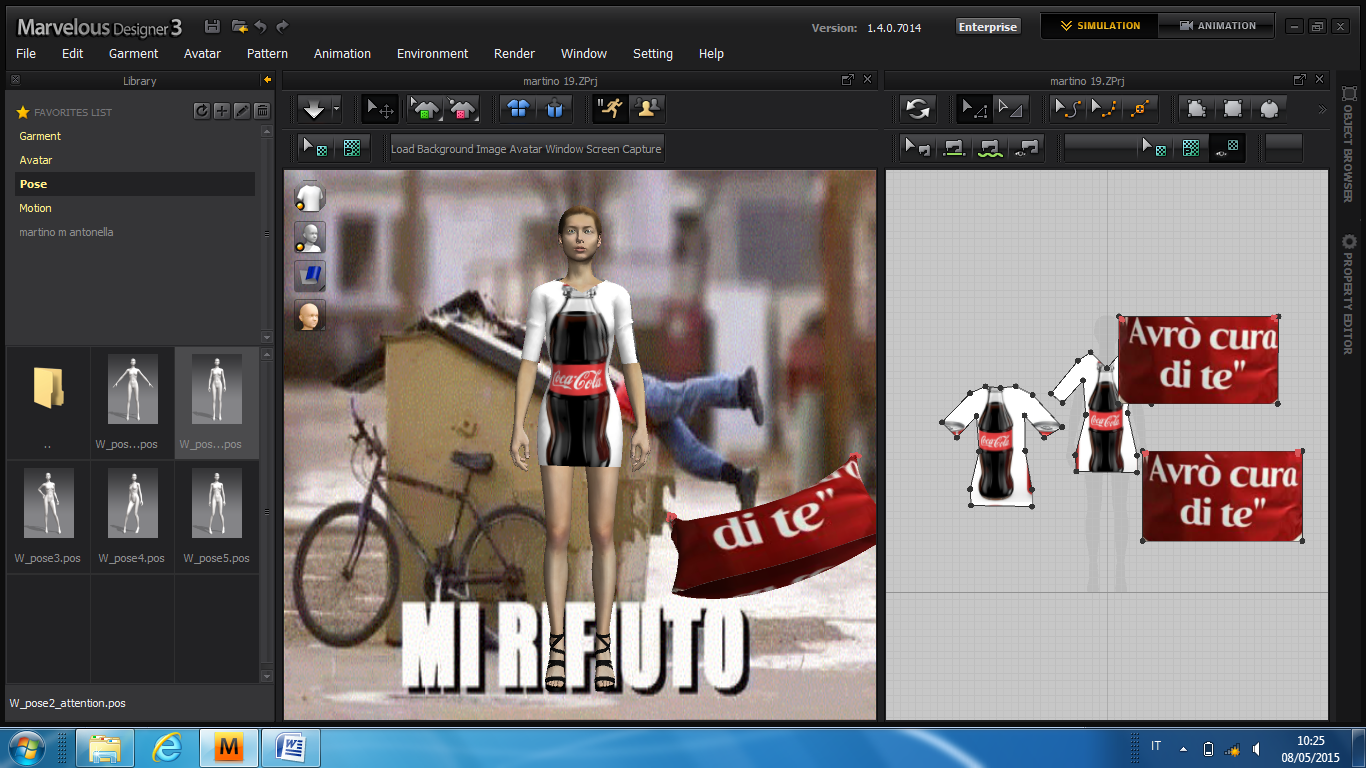 Marvelous Designer 3
Version: 1.4.0.7014
Enterprise
SIMULATION
ANIMATION
File Edit Garment Avatar Pattern Animation Environment Render Window Setting Help
Library
martino 19.ZPrj
martino 19.ZPrj
FAVORITES LIST
Garment
Avatar
Pose
Motion
martino m antonella
Load Background Image Avatar Window Screen Capture
OBJECT BROWSER
PROPERTY EDITOR
..
W_pos...pos
W_pos...pos
W_pose3.pos
W_pose4.pos
W_pose5.pos
W_pose2_attention.pos
Coca-Cola
di te"
MI RIFIUTO
Coca-Cola
Coca-Cola
"Avrò cura
di te"
"Avrò cura
di te"
IT
10:25
08/05/2015